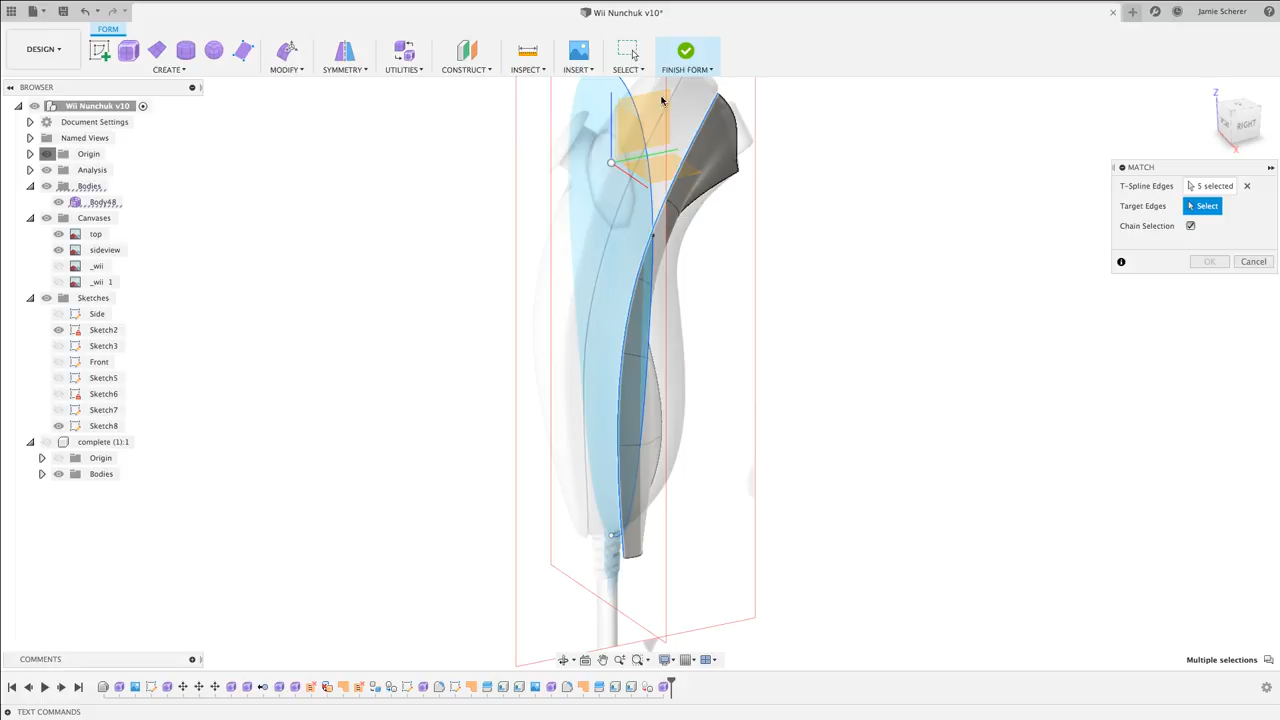 Wii Nunchuk v10*
Jamie Scherer
FORM
DESIGN
CREATE
MODIFY
SYMMETRY
UTILITIES
CONSTRUCT
INSPECT
INSERT
SELECT
FINISH FORM
BROWSER
Wii Nunchuk v10
Document Settings
Named Views
Origin
Analysis
Bodies
Body48
Canvases
top
sideview
_wii
_wii 1
Sketches
Side
Sketch2
Sketch3
Front
Sketch5
Sketch6
Sketch7
Sketch8
complete (1):1
Origin
Bodies
Z
RIGHT
X
MATCH
T-Spline Edges
5 selected
Target Edges
Select
Chain Selection
OK
Cancel
COMMENTS
Multiple selections
TEXT COMMANDS